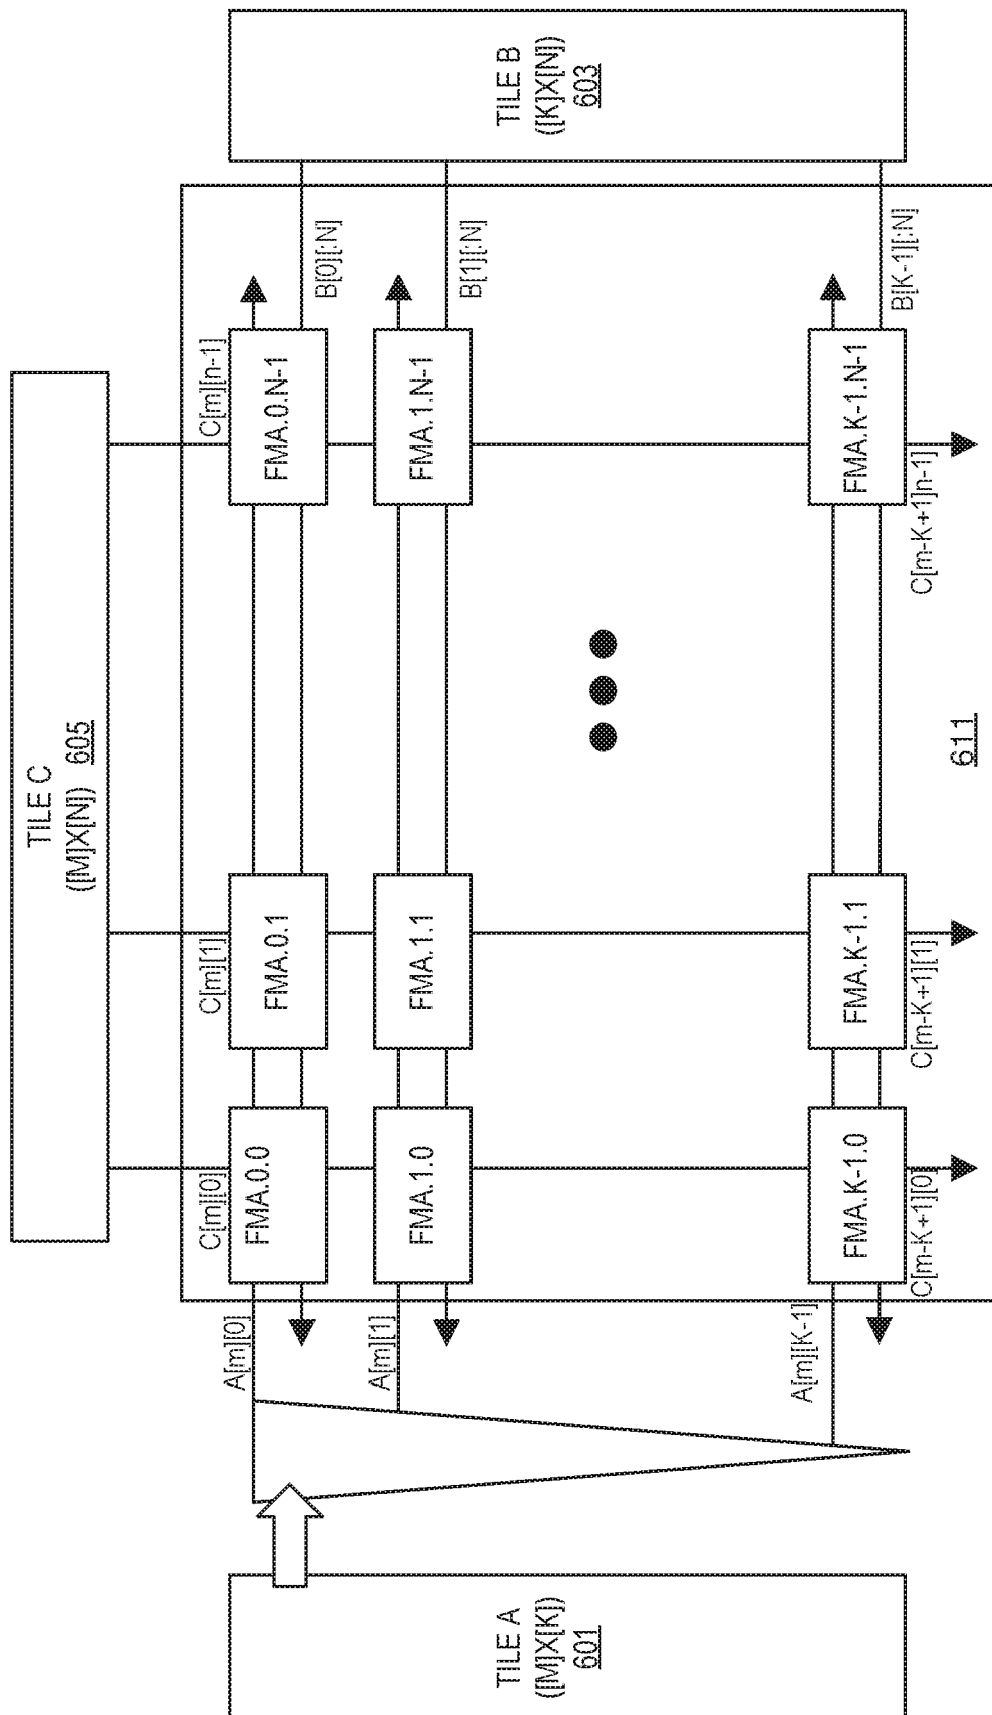 TILE C
([M]X[N]) 605
TILE A
([M]X[K])
601
TILE B
([K]X[N])
603
C[m][0]
C[m][1]
C[m][n-1]
A[m][0]
FMA.0.0
FMA.0.1
FMA.0.N-1
B[0][:N]
A[m][1]
FMA.1.0
FMA.1.1
FMA.1.N-1
B[1][:N]
A[m][K-1]
FMA.K-1.0
FMA.K-1.1
FMA.K-1.N-1
B[K-1][:N]
C[m-K+1][0]
C[m-K+1][1]
C[m-K+1]n-1]
611